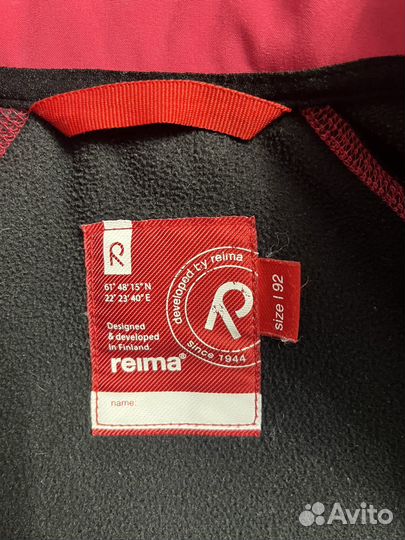 R
61° 48' 15" N
22° 23' 40" E
Designed
& developed
in Finland.
reima®
name:
developed by reima
R
since 1944
size | 92
Avito